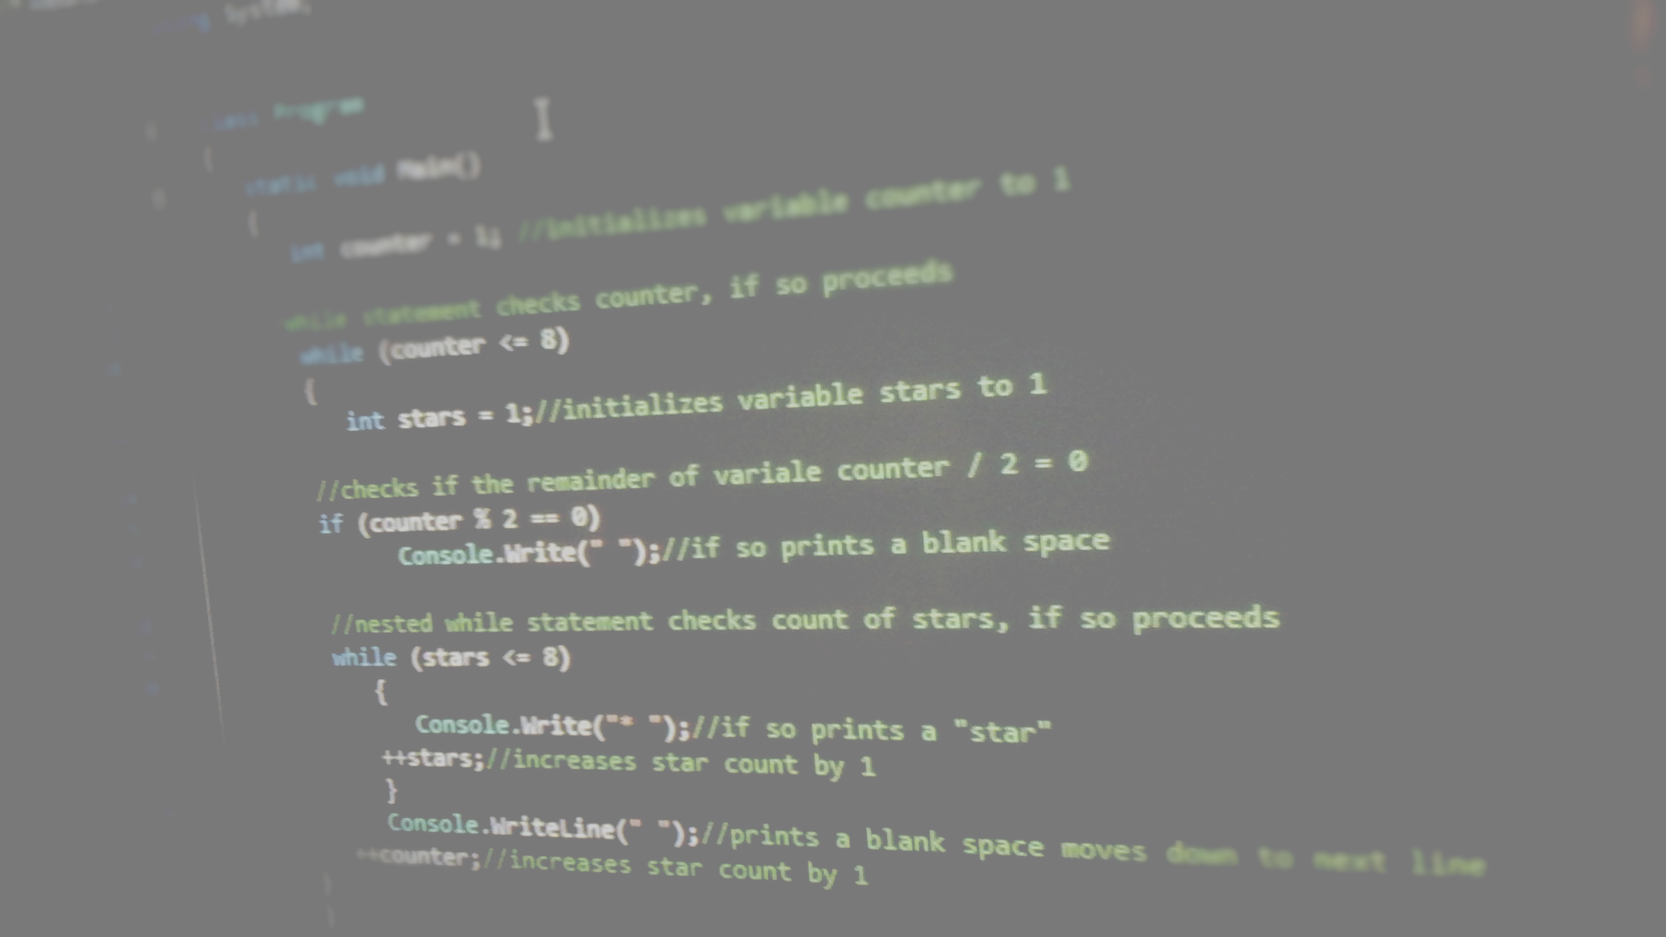 System;
Program
{
static void Main()
{
int counter = 1; //initializes variable counter to 1
while statement checks counter, if so proceeds
while (counter <= 8)
{
int stars = 1;//initializes variable stars to 1
//checks if the remainder of variale counter / 2 = 0
if (counter % 2 == 0)
Console.Write(" ");//if so prints a blank space
//nested while statement checks count of stars, if so proceeds
while (stars <= 8)
{
Console.Write("* ");//if so prints a "star"
++stars;//increases star count by 1
}
Console.WriteLine(" ");//prints a blank space moves down to next line
++counter;//increases star count by 1
}
}